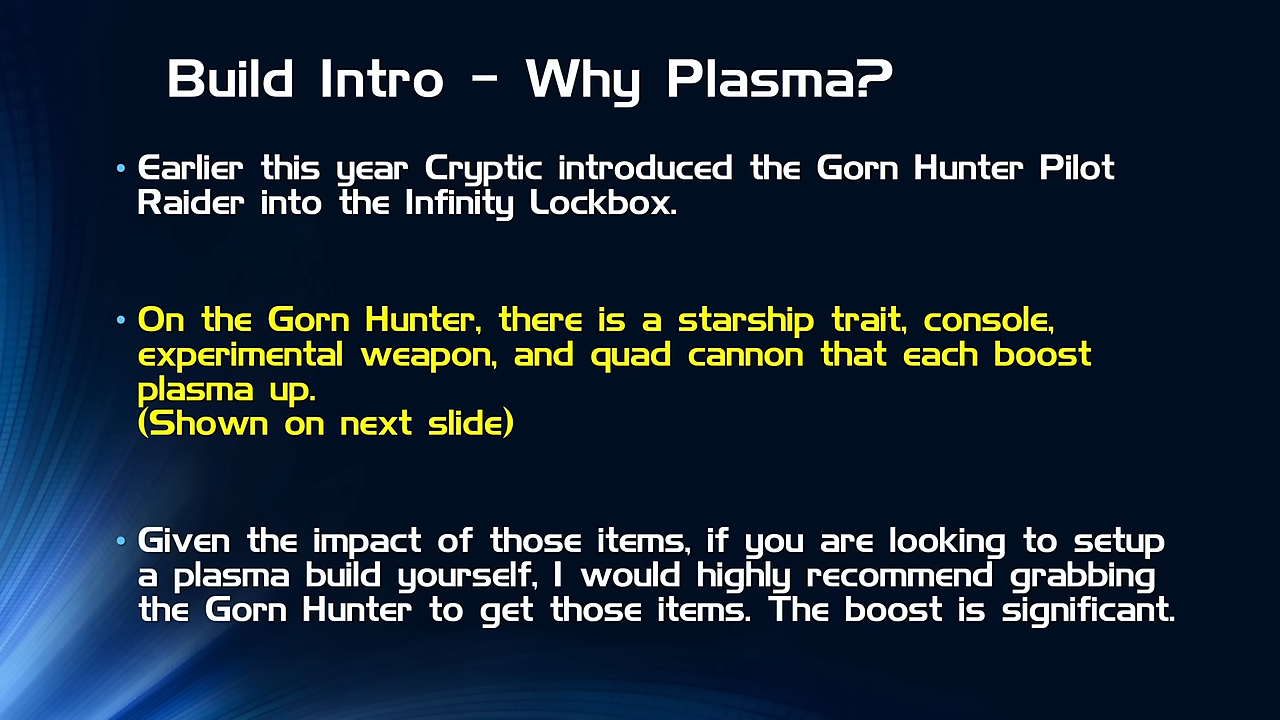 Build Intro - Why Plasma?
• Earlier this year Cryptic introduced the Gorn Hunter Pilot
Raider into the Infinity Lockbox.
• On the Gorn Hunter, there is a starship trait, console,
experimental weapon, and quad cannon that each boost
plasma up.
(Shown on next slide)
• Given the impact of those items, if you are looking to setup
a plasma build yourself, I would highly recommend grabbing
the Gorn Hunter to get those items. The boost is significant.